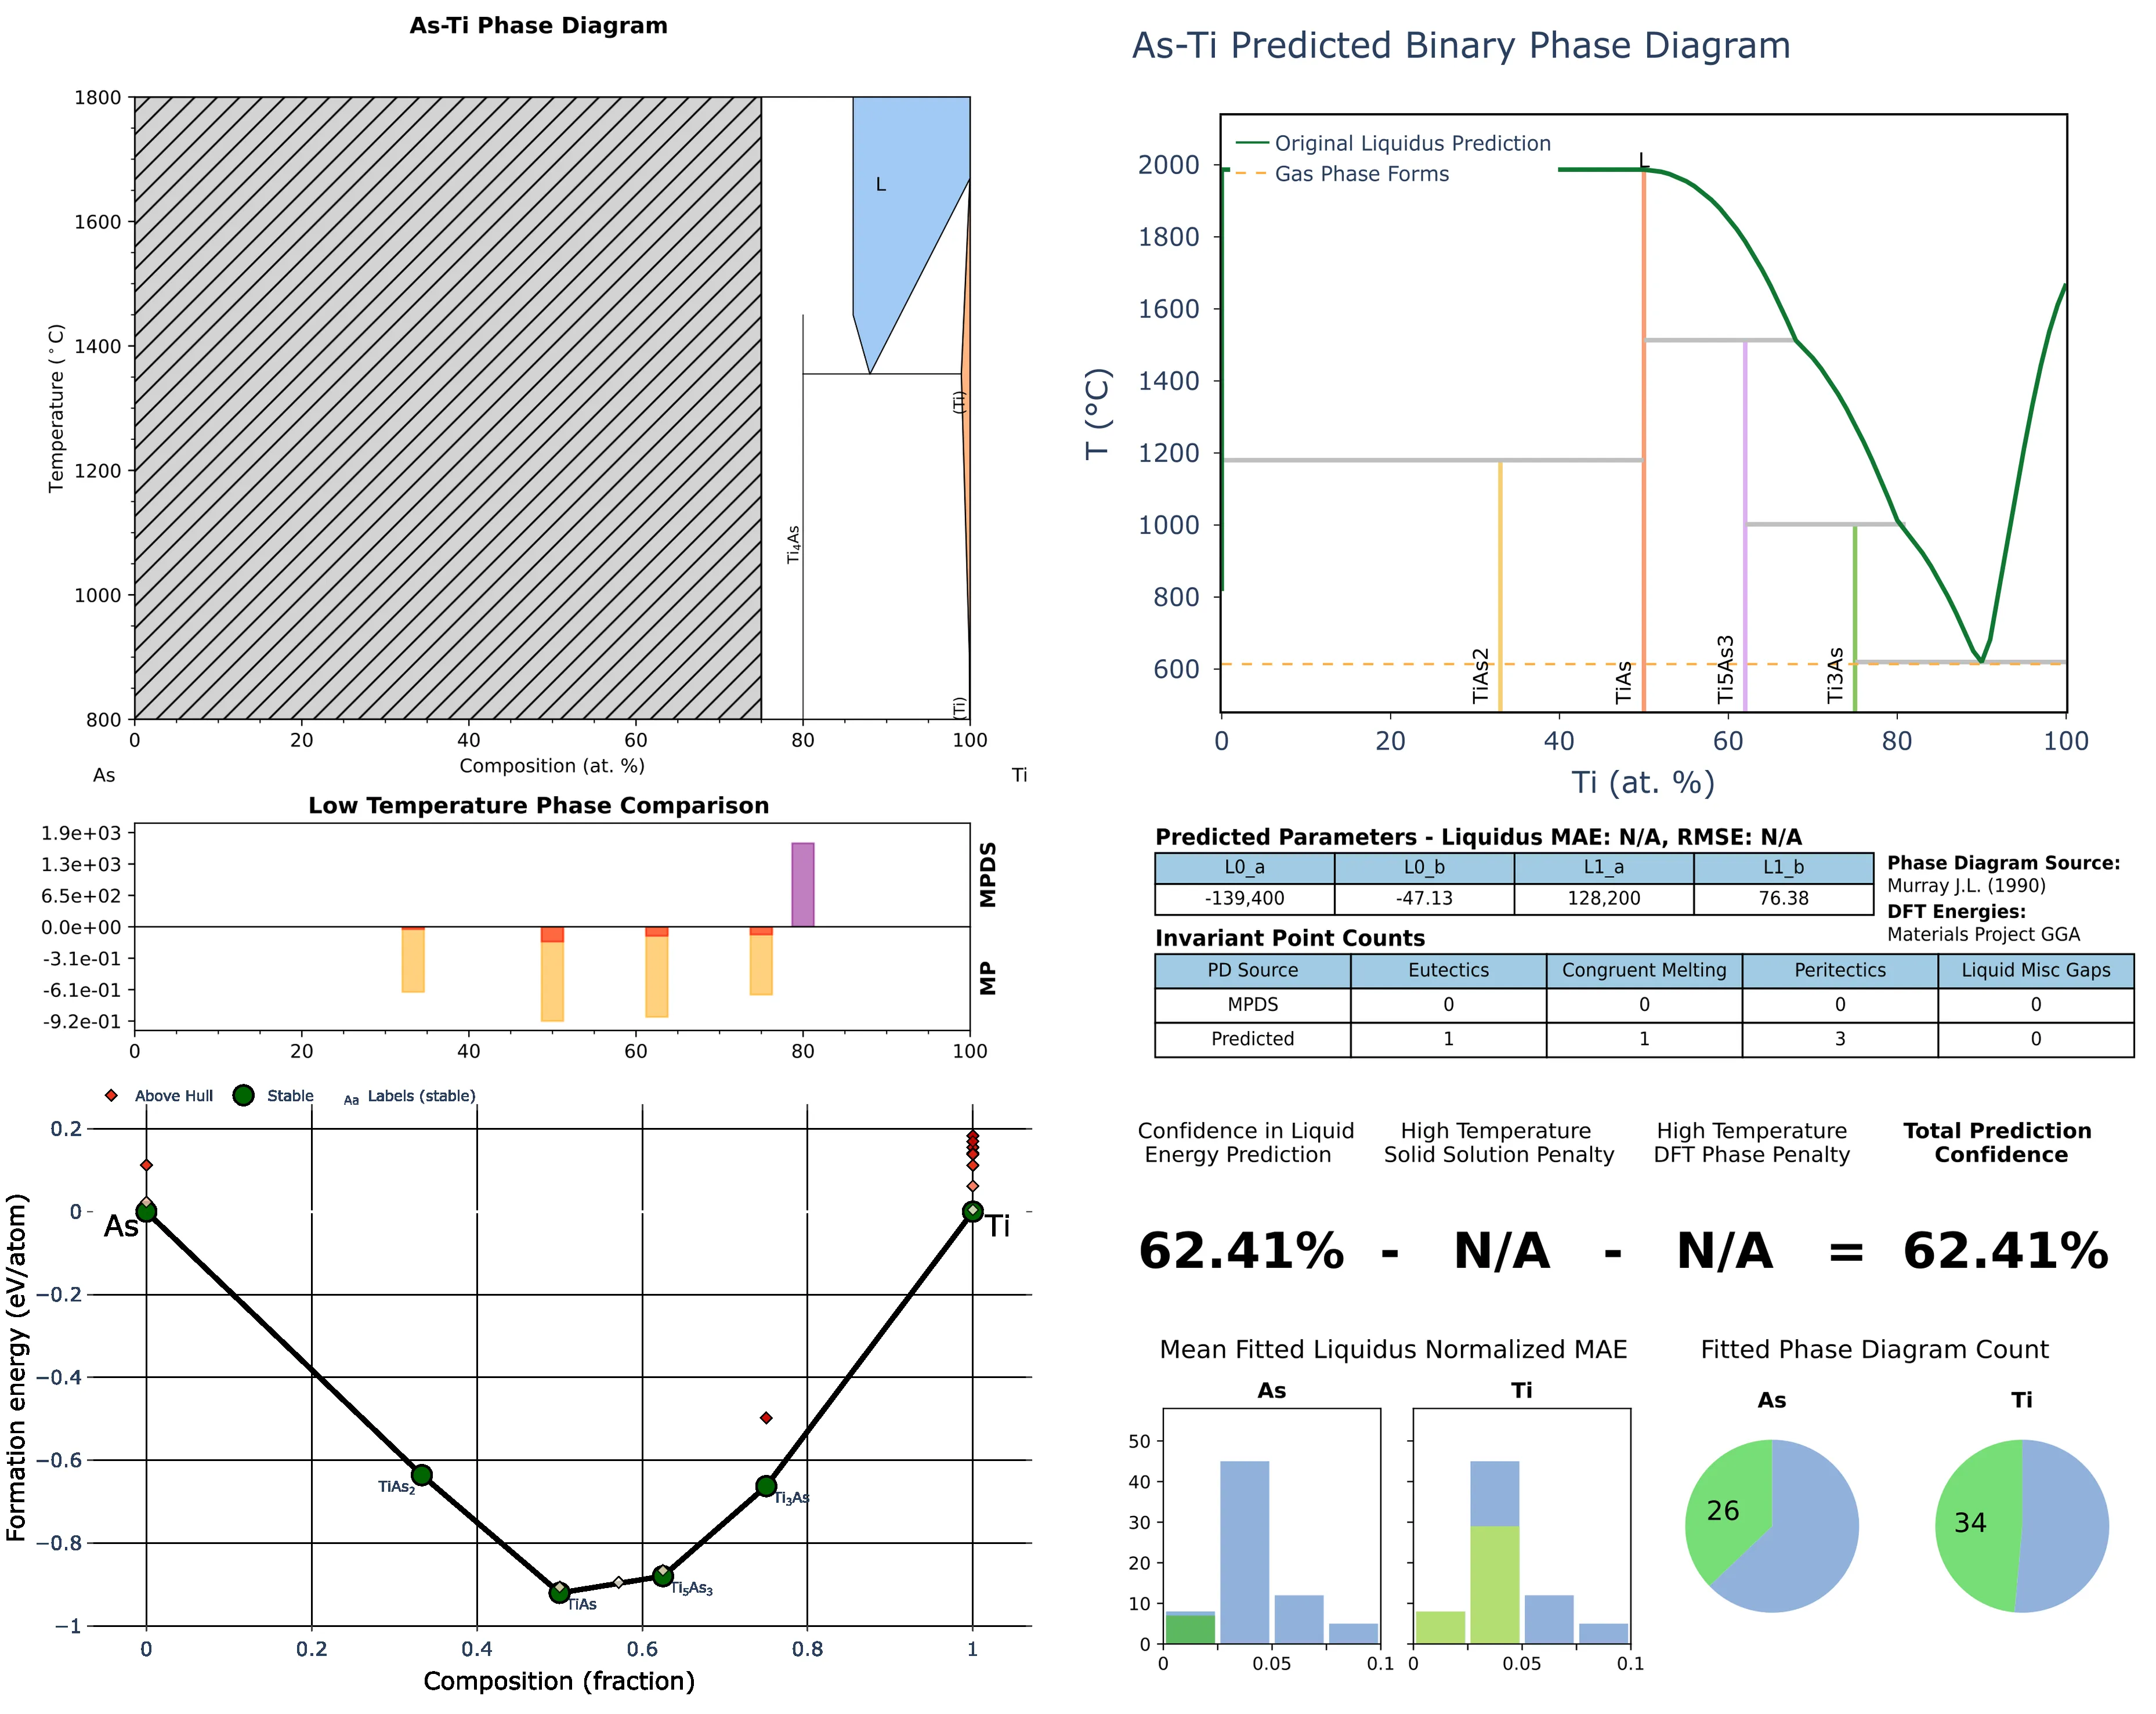 As-Ti Phase Diagram
1800
1600
1400
1200
1000
800
Temperature (°C)
L
(Ti)
Ti4As
(Ti)
0 20 40 60 80 100
Composition (at. %)
As Ti
Low Temperature Phase Comparison
1.9e+03
1.3e+03
6.5e+02
0.0e+00
-3.1e-01
-6.1e-01
-9.2e-01
MPDS
MP
0 20 40 60 80 100
Above Hull Stable Aa Labels (stable)
0.2
0
−0.2
−0.4
−0.6
−0.8
−1
Formation energy (eV/atom)
As
Ti
TiAs2
Ti3As
TiAs
Ti5As3
0 0.2 0.4 0.6 0.8 1
Composition (fraction)
As-Ti Predicted Binary Phase Diagram
Original Liquidus Prediction
Gas Phase Forms
L
2000
1800
1600
1400
1200
1000
800
600
T (°C)
TiAs2
TiAs
Ti5As3
Ti3As
0 20 40 60 80 100
Ti (at. %)
Predicted Parameters - Liquidus MAE: N/A, RMSE: N/A
L0_a L0_b L1_a L1_b
-139,400 -47.13 128,200 76.38
Phase Diagram Source:
Murray J.L. (1990)
DFT Energies:
Materials Project GGA
Invariant Point Counts
PD Source Eutectics Congruent Melting Peritectics Liquid Misc Gaps
MPDS 0 0 0 0
Predicted 1 1 3 0
Confidence in Liquid
Energy Prediction
High Temperature
Solid Solution Penalty
High Temperature
DFT Phase Penalty
Total Prediction
Confidence
62.41% - N/A - N/A = 62.41%
Mean Fitted Liquidus Normalized MAE
As Ti
50
40
30
20
10
0
0 0.05 0.1
0 0.05 0.1
Fitted Phase Diagram Count
As Ti
26 34